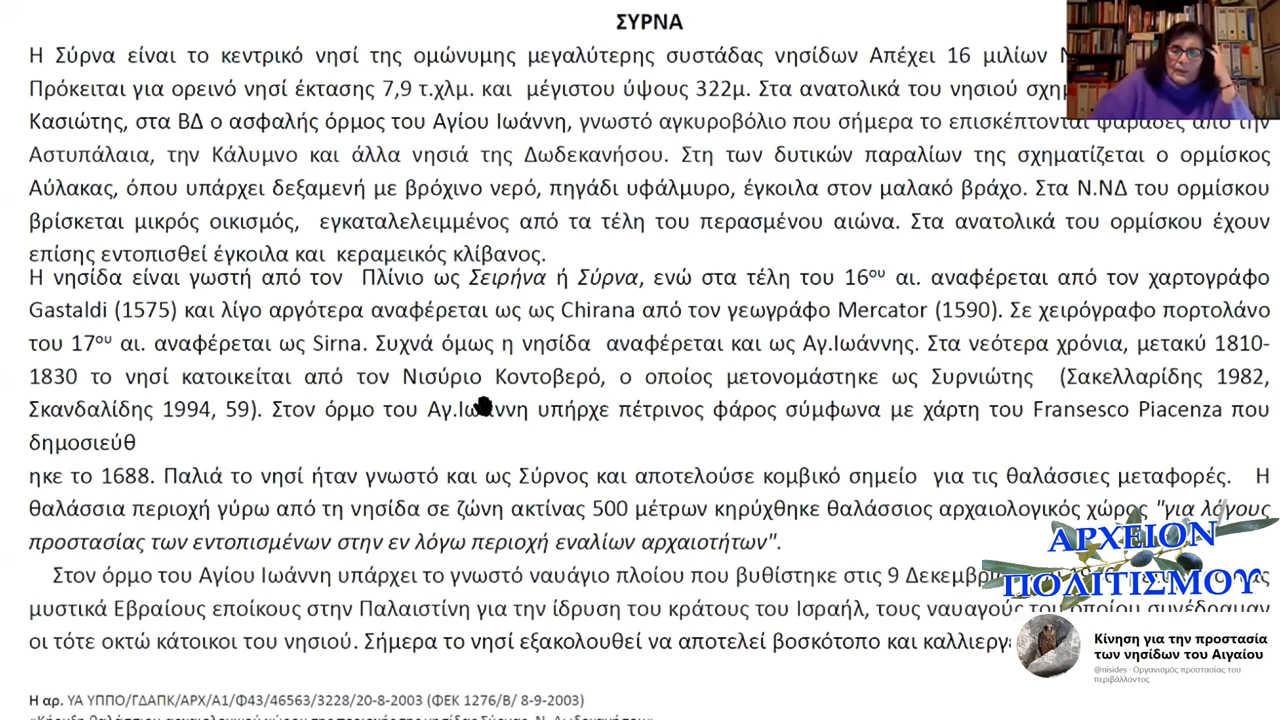 ΣΥΡΝΑ
Η Σύρνα είναι το κεντρικό νησί της ομώνυμης μεγαλύτερης συστάδας νησίδων Απέχει 16 μιλίων
Πρόκειται για ορεινό νησί έκτασης 7,9 τ.χλμ. και μέγιστου ύψους 322μ. Στα ανατολικά του νησιού
Κασιώτης, στα ΒΔ ο ασφαλής όρμος του Αγίου Ιωάννη, γνωστό αγκυροβόλιο που σήμερα το επισκέπτονται ψαράδες από την
Αστυπάλαια, την Κάλυμνο και άλλα νησιά της Δωδεκανήσου. Στη των δυτικών παραλίων της σχηματίζεται ο ορμίσκος
Αύλακας, όπου υπάρχει δεξαμενή με βρόχινο νερό, πηγάδι υφάλμυρο, έγκοιλα στον μαλακό βράχο. Στα Ν.ΝΔ του ορμίσκου
βρίσκεται μικρός οικισμός, εγκαταλελειμμένος από τα τέλη του περασμένου αιώνα. Στα ανατολικά του ορμίσκου έχουν
επίσης εντοπισθεί έγκοιλα και κεραμεικός κλίβανος.
Η νησίδα είναι γωστή από τον Πλίνιο ως Σειρήνα ή Σύρνα, ενώ στα τέλη του 16ου αι. αναφέρεται από τον χαρτογράφο
Gastaldi (1575) και λίγο αργότερα αναφέρεται ως ως Chirana από τον γεωγράφο Mercator (1590). Σε χειρόγραφο πορτολάνο
του 17ου αι. αναφέρεται ως Sirna. Συχνά όμως η νησίδα αναφέρεται και ως Αγ.Ιωάννης. Στα νεότερα χρόνια, μετακύ 1810-
1830 το νησί κατοικείται από τον Νισύριο Κοντοβερό, ο οποίος μετονομάστηκε ως Συρνιώτης (Σακελλαρίδης 1982,
Σκανδαλίδης 1994, 59). Στον όρμο του Αγ.Ιωάννη υπήρχε πέτρινος φάρος σύμφωνα με χάρτη του Fransesco Piacenza που
δημοσιεύθ
ηκε το 1688. Παλιά το νησί ήταν γνωστό και ως Σύρνος και αποτελούσε κομβικό σημείο για τις θαλάσσιες μεταφορές. Η
θαλάσσια περιοχή γύρω από τη νησίδα σε ζώνη ακτίνας 500 μέτρων κηρύχθηκε θαλάσσιος αρχαιολογικός χώρος "για λόγους
προστασίας των εντοπισμένων στην εν λόγω περιοχή εναλίων αρχαιοτήτων".
Στον όρμο του Αγίου Ιωάννη υπάρχει το γνωστό ναυάγιο πλοίου που βυθίστηκε στις 9
μυστικά Εβραίους εποίκους στην Παλαιστίνη για την ίδρυση του κράτους του Ισραήλ, τους ναυαγούς του οποίου συνέδραμαν
οι τότε οκτώ κάτοικοι του νησιού. Σήμερα το νησί εξακολουθεί να αποτελεί βοσκότοπο και
Η αρ. ΥΑ ΥΠΠΟ/ΓΔΑΠΚ/ΑΡΧ/Α1/Φ43/46563/3228/20-8-2003 (ΦΕΚ 1276/Β/ 8-9-2003)
ΑΡΧΕΙΟΝ
ΠΟΛΙΤΙΣΜΟΥ
Κίνηση για την προστασία
των νησίδων του Αιγαίου
@nisides · Οργανισμός προστασίας του
περιβάλλοντος